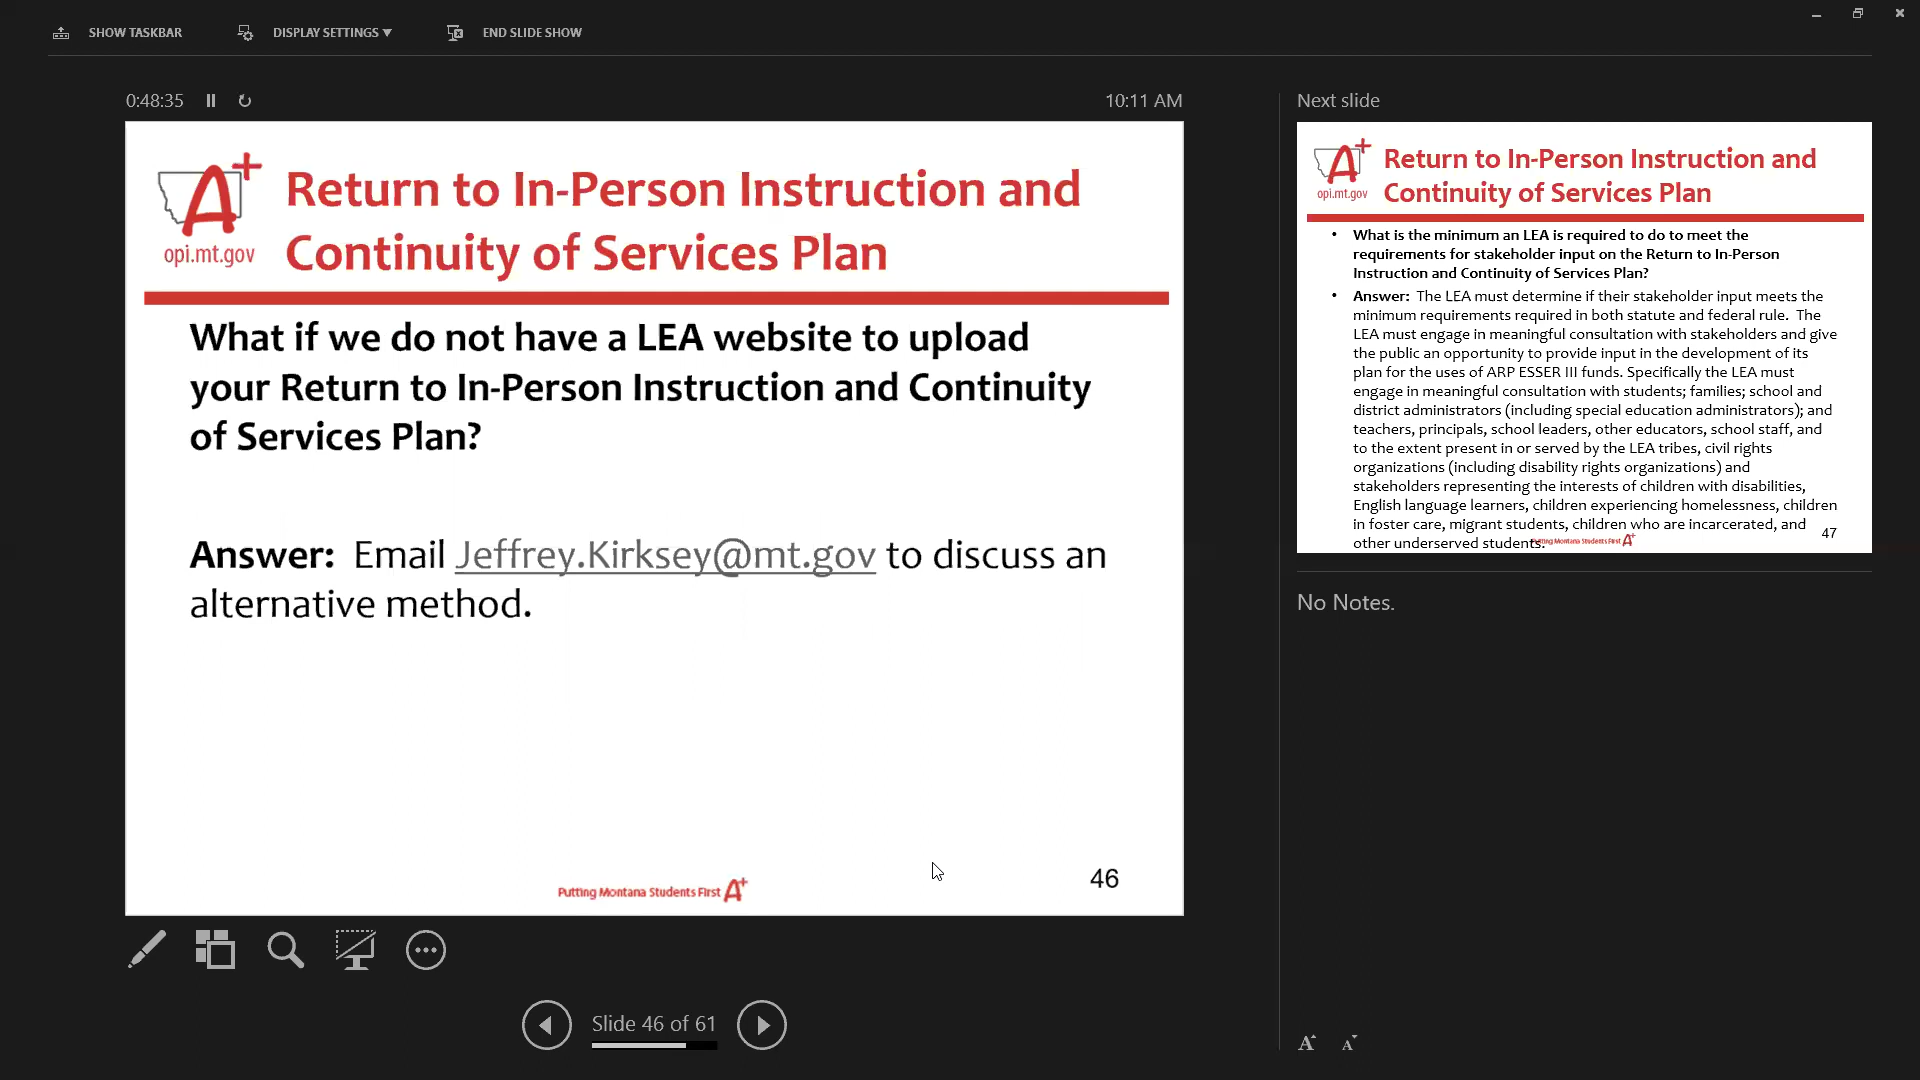 SHOW TASKBAR
DISPLAY SETTINGS ▼
END SLIDE SHOW
0:48:35
10:11 AM
A+
opi.mt.gov
Return to In-Person Instruction and
Continuity of Services Plan
What if we do not have a LEA website to upload
your Return to In-Person Instruction and Continuity
of Services Plan?
Answer:  Email Jeffrey.Kirksey@mt.gov to discuss an
alternative method.
Putting Montana Students First A+
46
Slide 46 of 61
Next slide
A+
opi.mt.gov
Return to In-Person Instruction and
Continuity of Services Plan
• What is the minimum an LEA is required to do to meet the
requirements for stakeholder input on the Return to In-Person
Instruction and Continuity of Services Plan?
• Answer:  The LEA must determine if their stakeholder input meets the
minimum requirements required in both statute and federal rule.  The
LEA must engage in meaningful consultation with stakeholders and give
the public an opportunity to provide input in the development of its
plan for the uses of ARP ESSER III funds. Specifically the LEA must
engage in meaningful consultation with students; families; school and
district administrators (including special education administrators); and
teachers, principals, school leaders, other educators, school staff, and
to the extent present in or served by the LEA tribes, civil rights
organizations (including disability rights organizations) and
stakeholders representing the interests of children with disabilities,
English language learners, children experiencing homelessness, children
in foster care, migrant students, children who are incarcerated, and
other underserved students.
Putting Montana Students First A+
47
No Notes.
A A